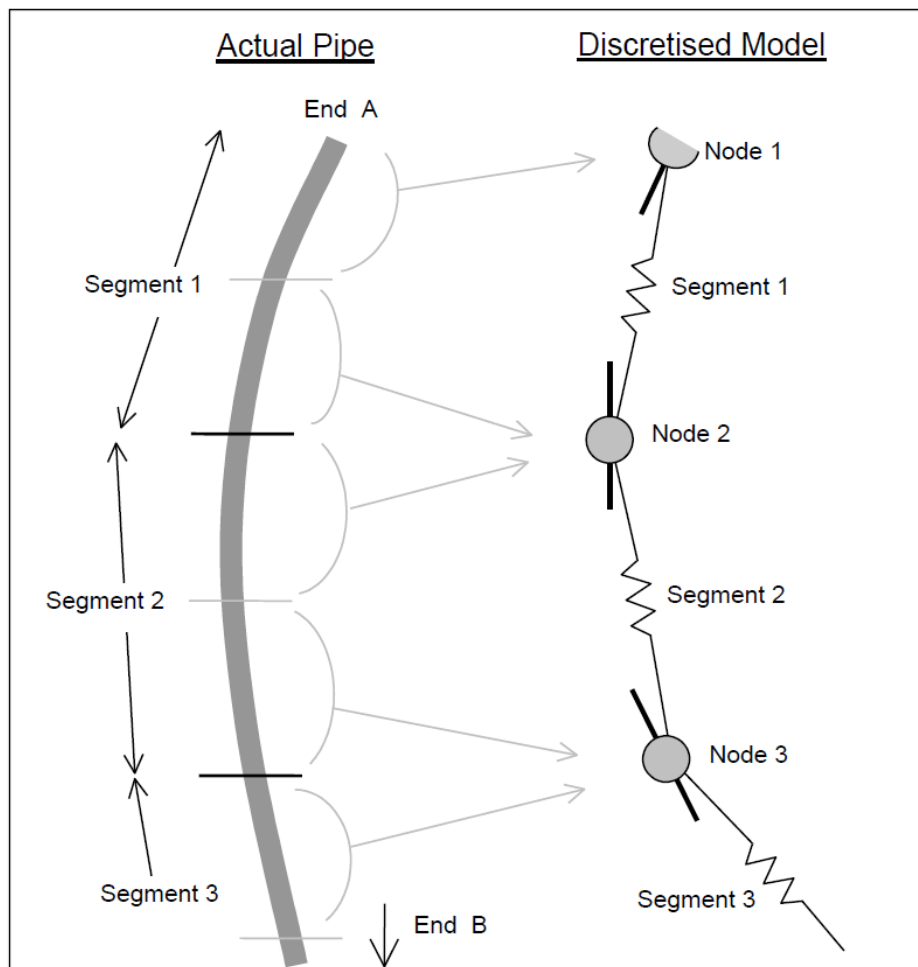 Actual Pipe
Discretised Model
End A
Node 1
Segment 1
Segment 1
Node 2
Segment 2
Segment 2
Node 3
Segment 3
Segment 3
End B